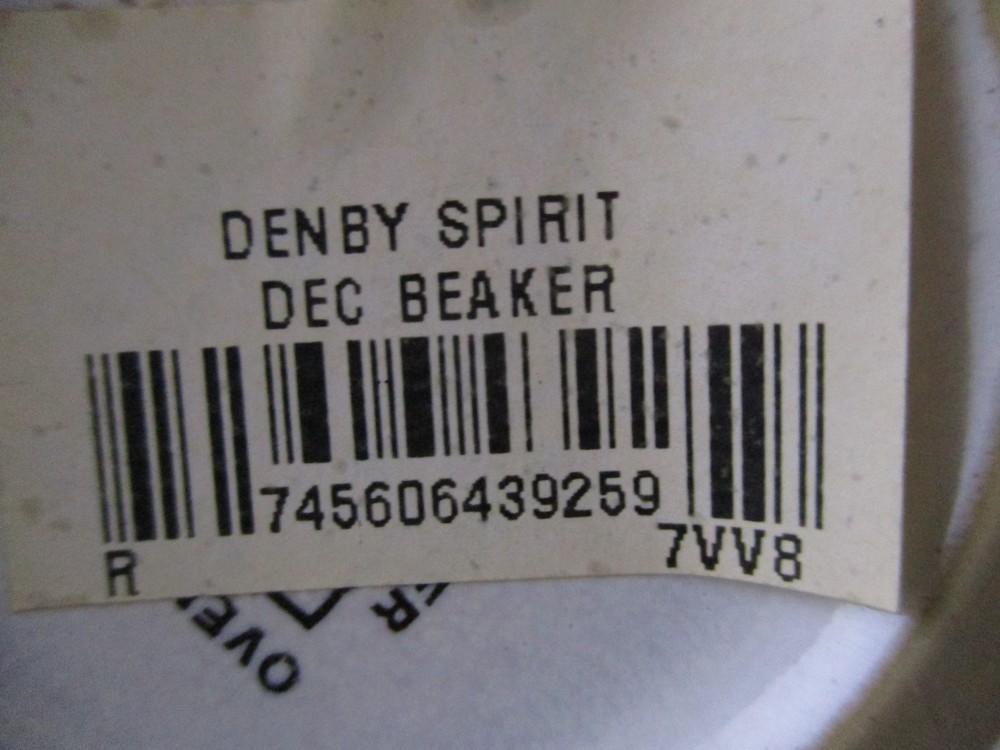 DENBY SPIRIT
DEC BEAKER
745606439259
R 7VV8